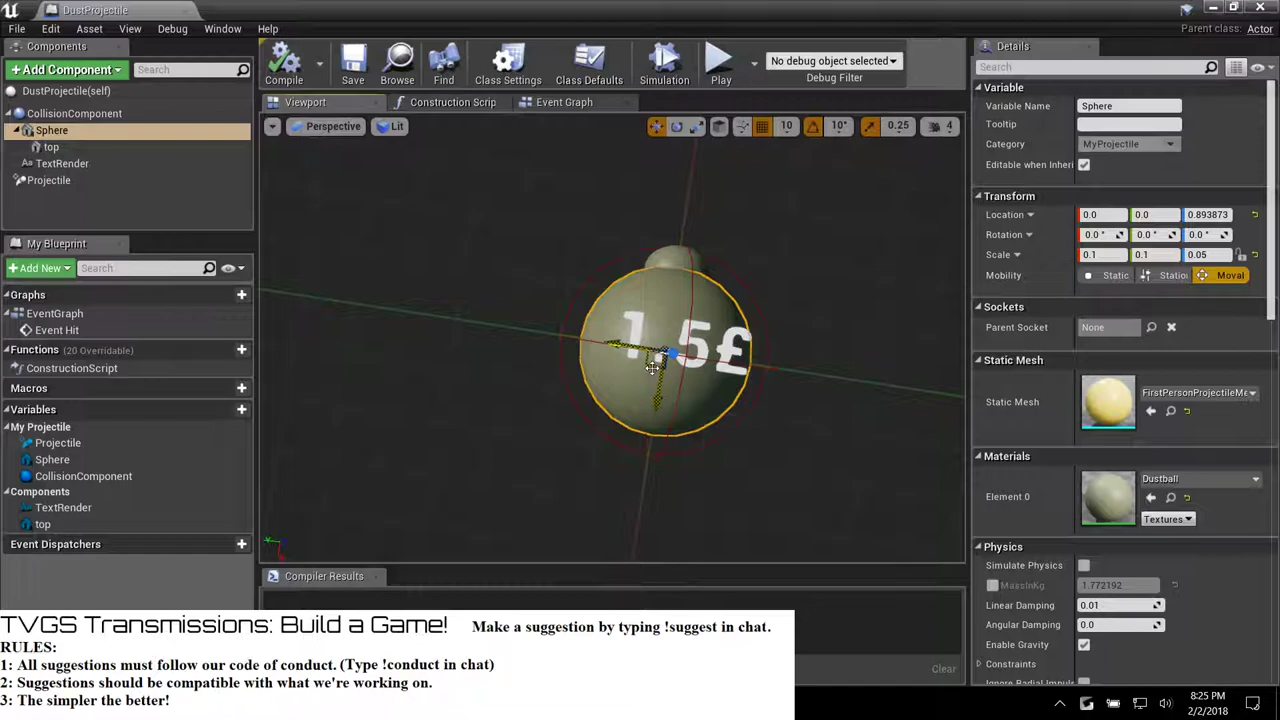 DustProjectile
File Edit Asset View Debug Window Help
Parent class: Actor
Components
Add Component
Search
DustProjectile(self)
CollisionComponent
Sphere
top
TextRender
Projectile
My Blueprint
Add New
Search
Graphs
EventGraph
Event Hit
Functions (20 Overridable)
ConstructionScript
Macros
Variables
My Projectile
Projectile
Sphere
CollisionComponent
Components
TextRender
top
Event Dispatchers
Compile Save Browse Find Class Settings Class Defaults Simulation Play
No debug object selected
Debug Filter
Viewport Construction Scrip Event Graph
Perspective Lit 10 10° 0.25 4
1.5£
Compiler Results
Clear
Details
Search
Variable
Variable Name Sphere
Tooltip
Category MyProjectile
Editable when Inheri
Transform
Location 0.0 0.0 0.893873
Rotation 0.0 ° 0.0 ° 0.0 °
Scale 0.1 0.1 0.05
Mobility Static Station Moval
Sockets
Parent Socket None
Static Mesh
Static Mesh FirstPersonProjectileMe
Materials
Element 0 Dustball
Textures
Physics
Simulate Physics
MassInKg 1.772192
Linear Damping 0.01
Angular Damping 0.0
Enable Gravity
Constraints
Ignore Radial Impuls
TVGS Transmissions: Build a Game! Make a suggestion by typing !suggest in chat.
RULES:
1: All suggestions must follow our code of conduct. (Type !conduct in chat)
2: Suggestions should be compatible with what we're working on.
3: The simpler the better!
8:25 PM
2/2/2018